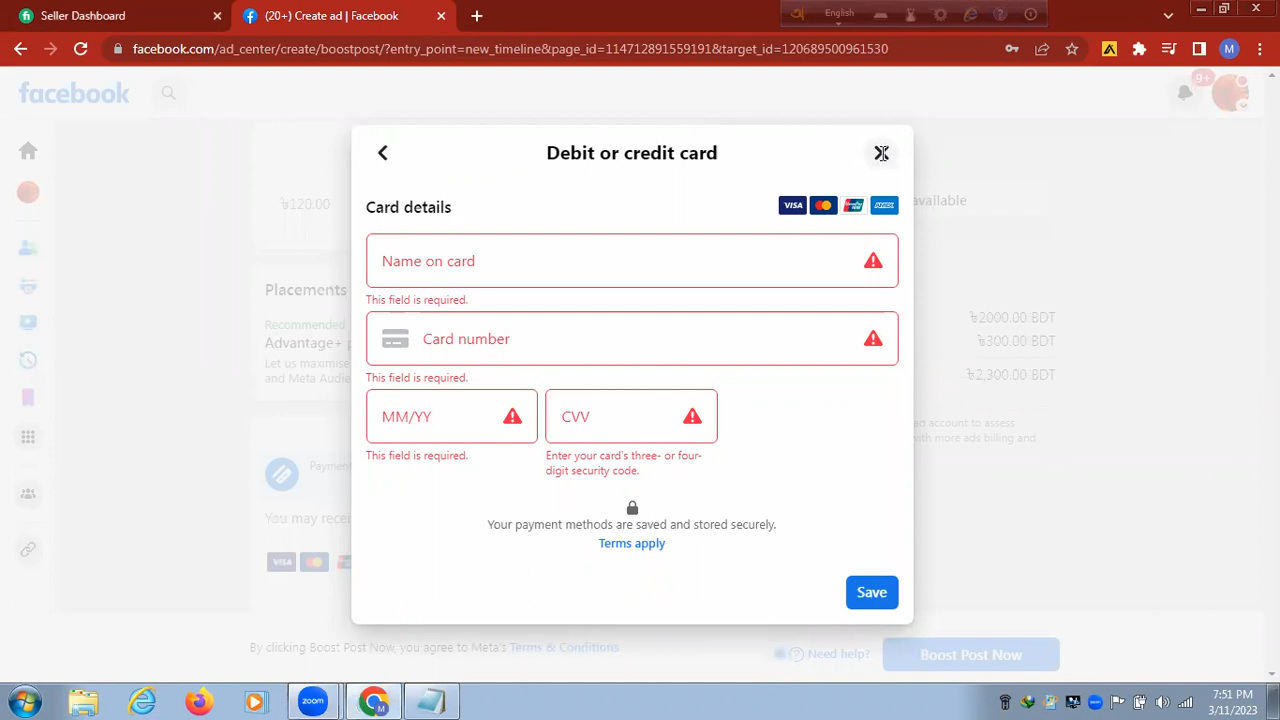 Seller Dashboard
(20+) Create ad | Facebook
English
facebook.com/ad_center/create/boostpost/?entry_point=new_timeline&page_id=114712891559191&target_id=120689500961530
M
facebook
9+
Debit or credit card
৳120.00
available
Card details
VISA
Name on card
This field is required.
Placements
Recommended
Advantage+ p
Let us maximise
and Meta Audie
৳2000.00 BDT
৳300.00 BDT
৳2,300.00 BDT
Card number
This field is required.
MM/YY
CVV
This field is required.
Enter your card's three- or four-
digit security code.
ad account to assess
with more ads billing and
Paymen
You may rece
VISA
Your payment methods are saved and stored securely.
Terms apply
Save
By clicking Boost Post Now, you agree to Meta's Terms & Conditions
Need help?
Boost Post Now
zoom
M
7:51 PM
3/11/2023